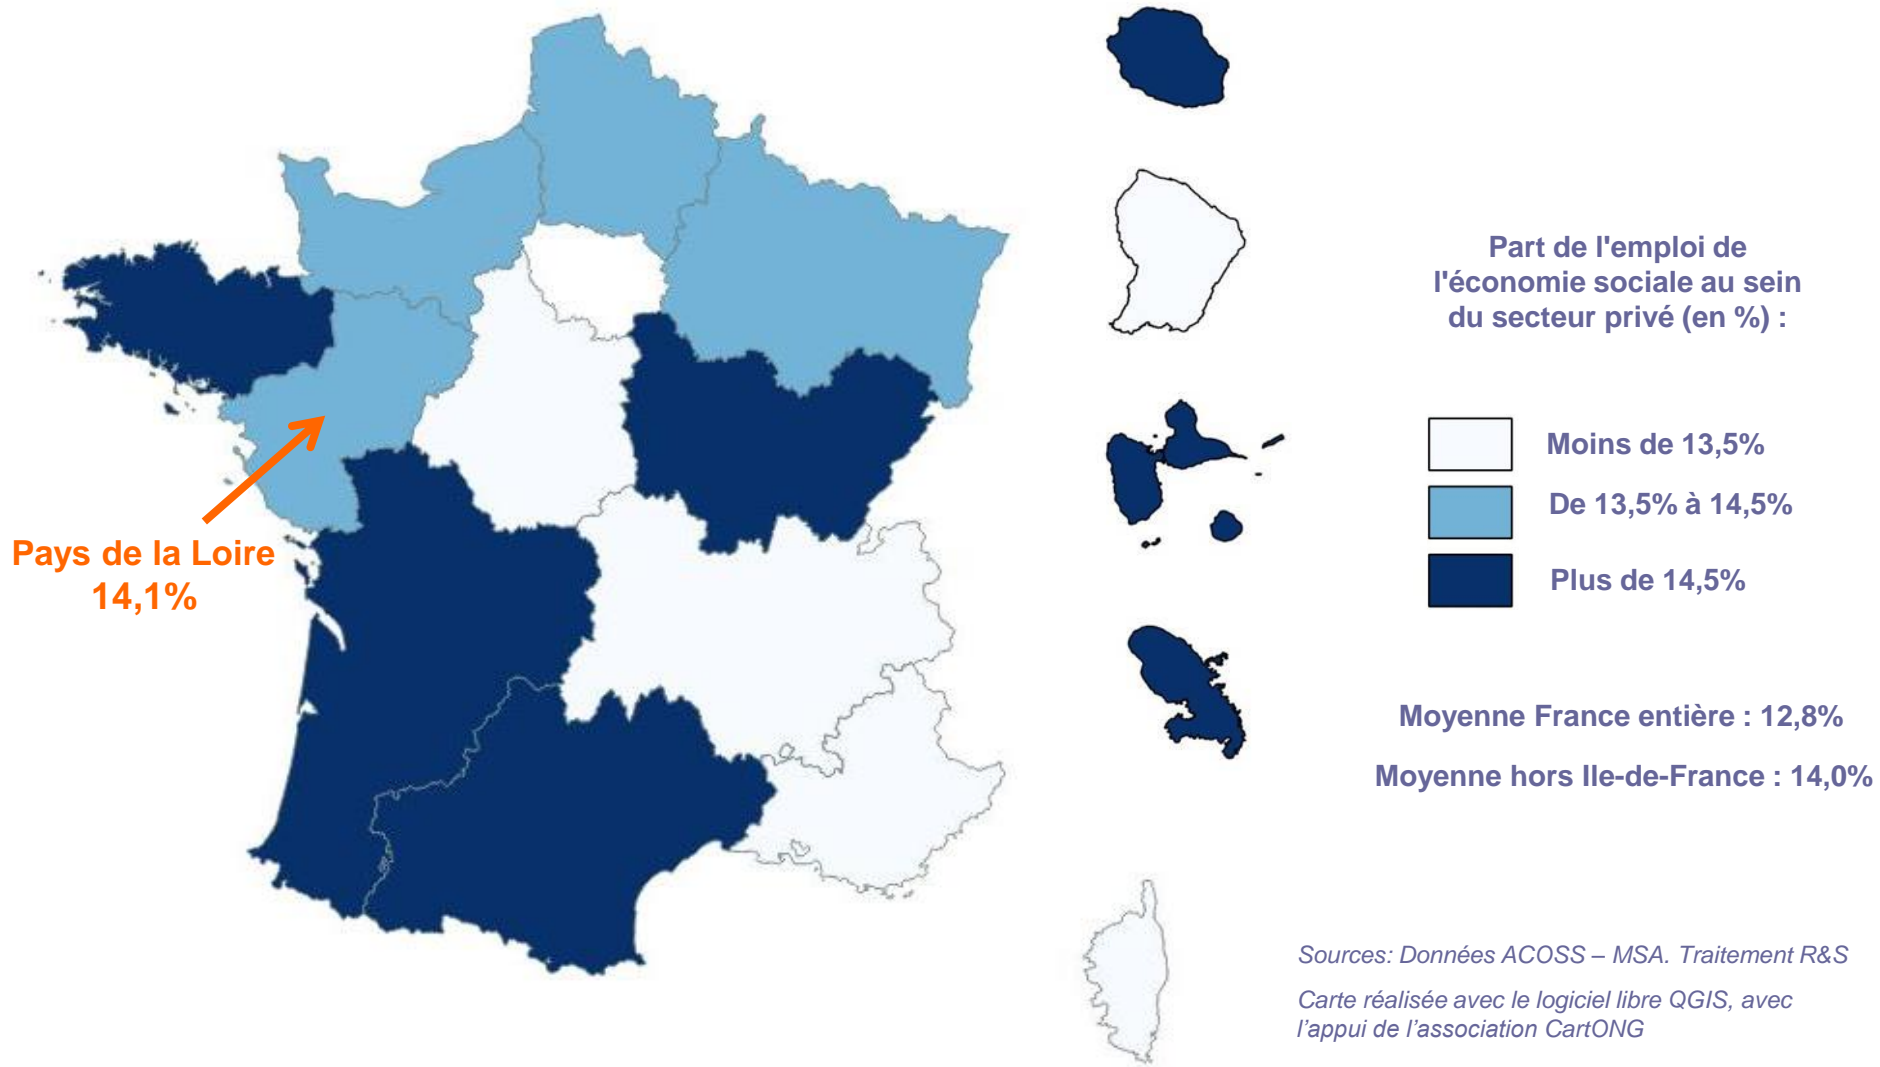 Part de l'emploi de
l'économie sociale au sein
du secteur privé (en %) :
Moins de 13,5%
De 13,5% à 14,5%
Plus de 14,5%
Pays de la Loire
14,1%
Moyenne France entière : 12,8%
Moyenne hors Ile-de-France : 14,0%
Sources: Données ACOSS – MSA. Traitement R&S
Carte réalisée avec le logiciel libre QGIS, avec
l’appui de l’association CartONG